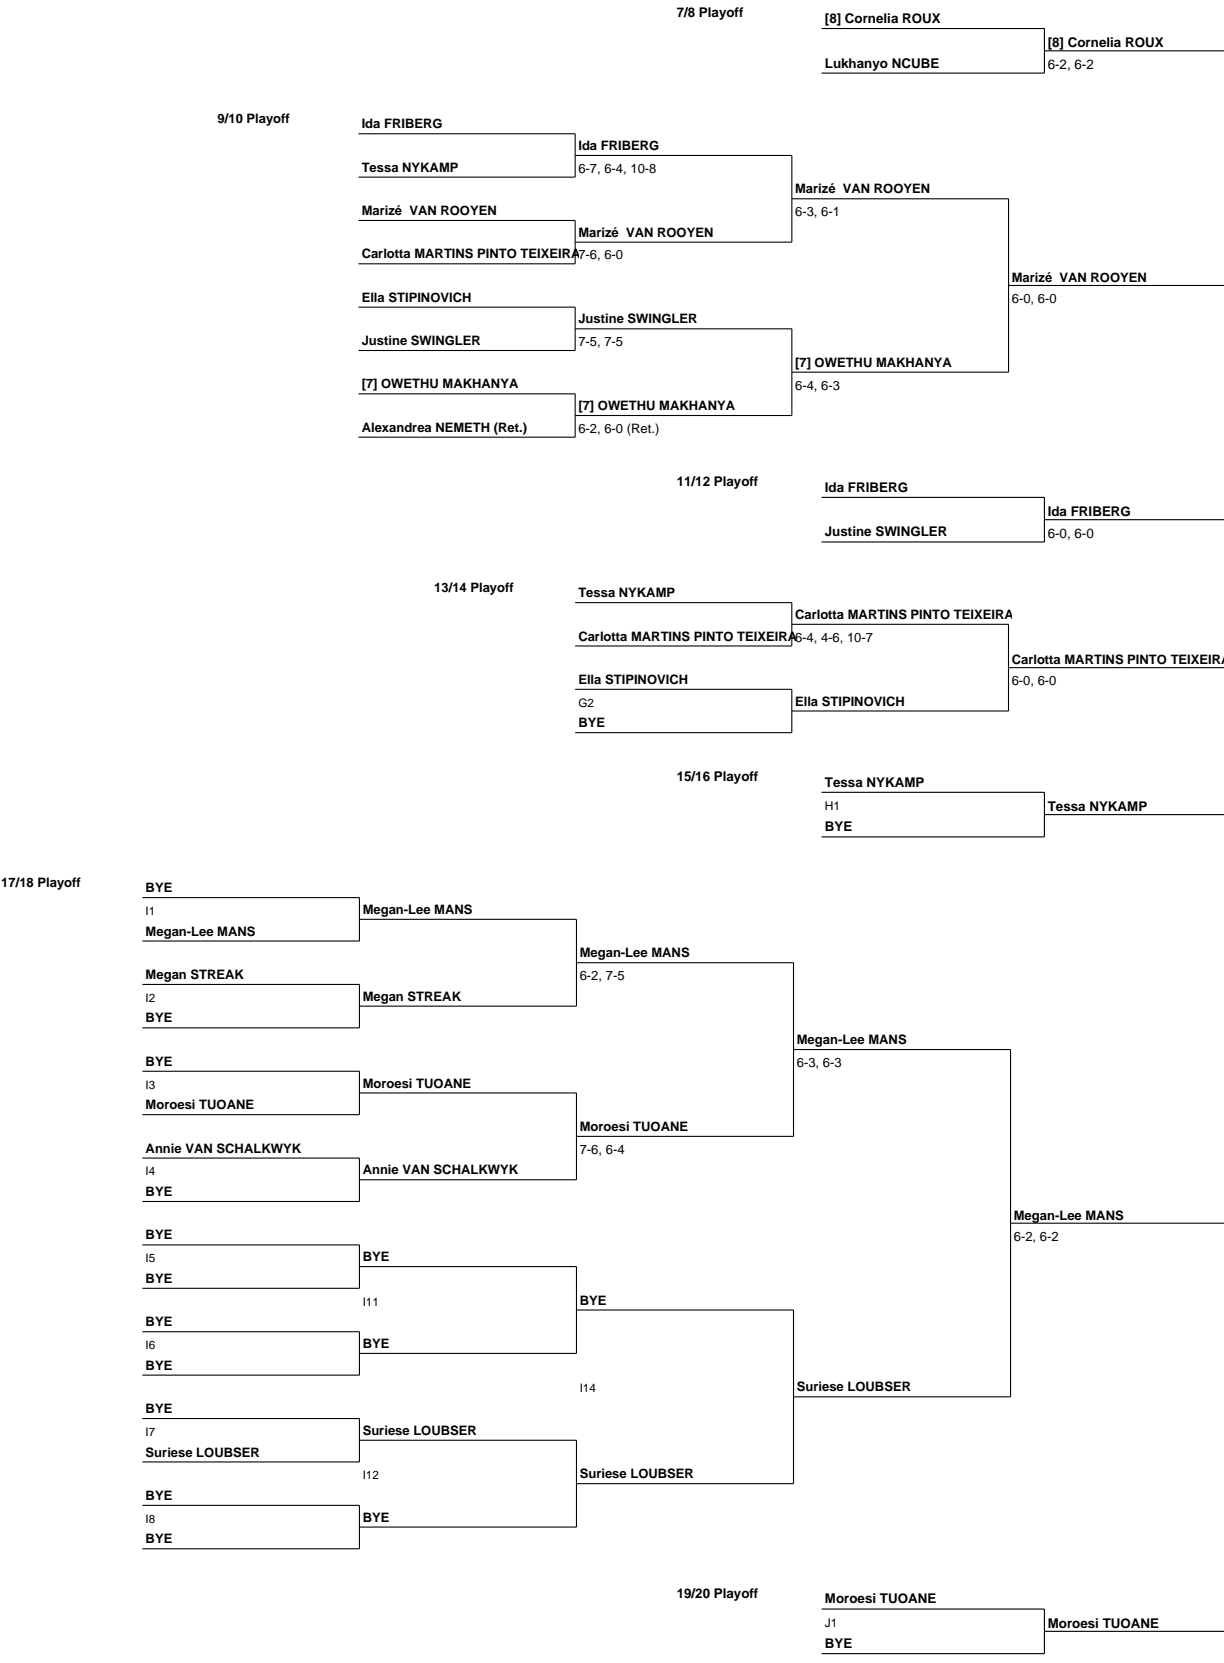 7/8 Playoff
[8] Cornelia ROUX
[8] Cornelia ROUX
Lukhanyo NCUBE
6-2, 6-2
9/10 Playoff
Ida FRIBERG
Ida FRIBERG
Tessa NYKAMP
6-7, 6-4, 10-8
Marizé  VAN ROOYEN
Marizé  VAN ROOYEN
6-3, 6-1
Marizé  VAN ROOYEN
Carlotta MARTINS PINTO TEIXEIRA
7-6, 6-0
Marizé  VAN ROOYEN
Ella STIPINOVICH
6-0, 6-0
Justine SWINGLER
Justine SWINGLER
7-5, 7-5
[7] OWETHU MAKHANYA
[7] OWETHU MAKHANYA
6-4, 6-3
[7] OWETHU MAKHANYA
Alexandrea NEMETH (Ret.)
6-2, 6-0 (Ret.)
11/12 Playoff
Ida FRIBERG
Ida FRIBERG
Justine SWINGLER
6-0, 6-0
13/14 Playoff
Tessa NYKAMP
Carlotta MARTINS PINTO TEIXEIRA
Carlotta MARTINS PINTO TEIXEIRA
6-4, 4-6, 10-7
Carlotta MARTINS PINTO TEIXEIRA
Ella STIPINOVICH
6-0, 6-0
G2
Ella STIPINOVICH
BYE
15/16 Playoff
Tessa NYKAMP
H1
Tessa NYKAMP
BYE
17/18 Playoff
BYE
I1
Megan-Lee MANS
Megan-Lee MANS
Megan-Lee MANS
Megan STREAK
6-2, 7-5
I2
Megan STREAK
BYE
Megan-Lee MANS
BYE
6-3, 6-3
I3
Moroesi TUOANE
Moroesi TUOANE
Moroesi TUOANE
Annie VAN SCHALKWYK
7-6, 6-4
I4
Annie VAN SCHALKWYK
BYE
Megan-Lee MANS
BYE
6-2, 6-2
I5
BYE
BYE
I11
BYE
BYE
I6
BYE
BYE
I14
Suriese LOUBSER
BYE
I7
Suriese LOUBSER
Suriese LOUBSER
I12
Suriese LOUBSER
BYE
I8
BYE
BYE
19/20 Playoff
Moroesi TUOANE
J1
Moroesi TUOANE
BYE